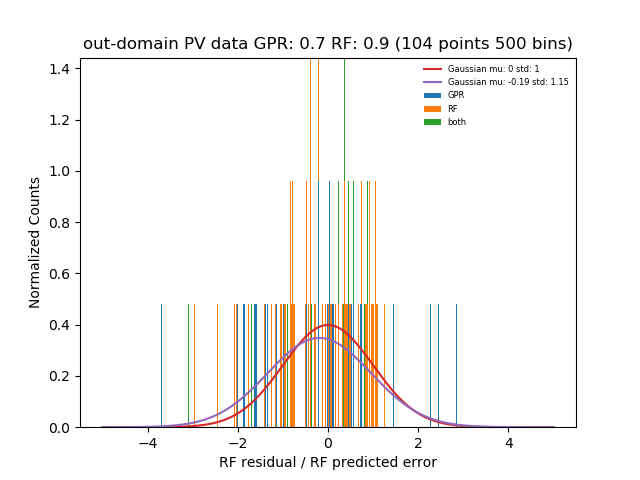 out-domain PV data GPR: 0.7 RF: 0.9 (104 points 500 bins)
Gaussian mu: 0 std: 1
Gaussian mu: -0.19 std: 1.15
GPR
RF
both
Normalized Counts
1.4
1.2
1.0
0.8
0.6
0.4
0.2
0.0
−4 −2 0 2 4
RF residual / RF predicted error